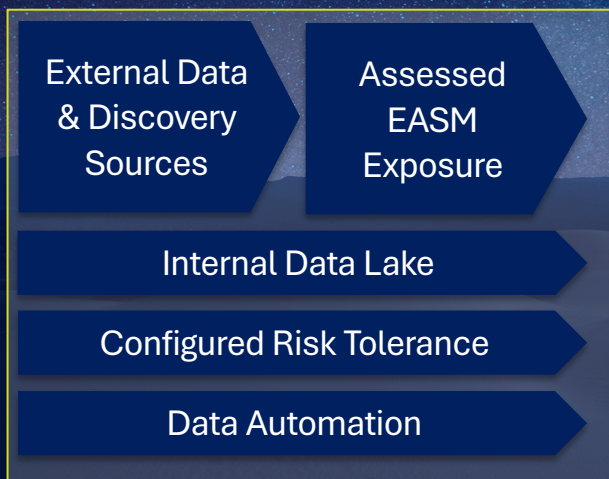 External Data
& Discovery
Sources
Assessed
EASM
Exposure
Internal Data Lake
Configured Risk Tolerance
Data Automation